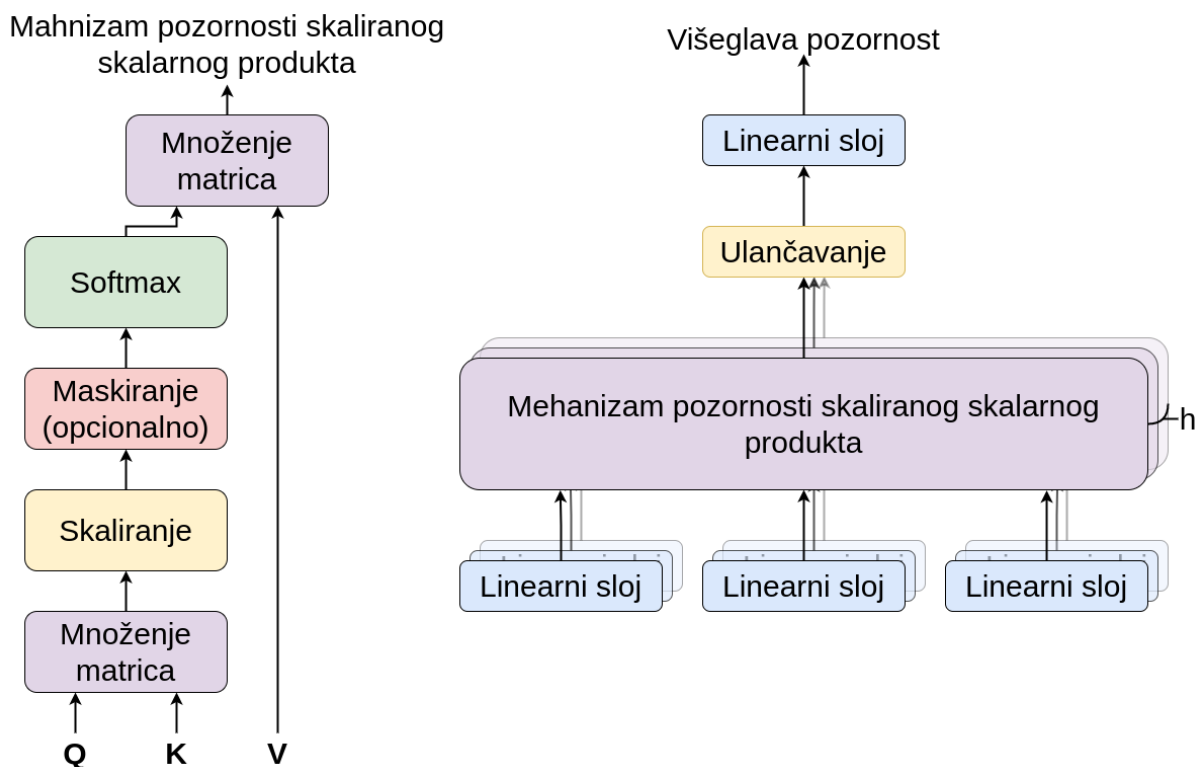 Mahnizam pozornosti skaliranog
skalarnog produkta
Množenje
matrica
Softmax
Maskiranje
(opcionalno)
Skaliranje
Množenje
matrica
Q
K
V
Višeglava pozornost
Linearni sloj
Ulančavanje
Mehanizam pozornosti skaliranog skalarnog
produkta
h
Linearni sloj
Linearni sloj
Linearni sloj